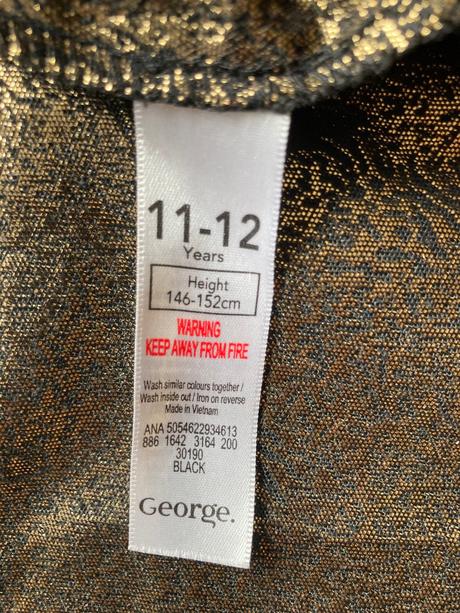 11-12
Years
Height
146-152cm
WARNING
KEEP AWAY FROM FIRE
Wash similar colours together/
Wash inside out / Iron on reverse
Made in Vietnam
ANA 5054622934613
886 1642 3164 200
30190
BLACK
George.